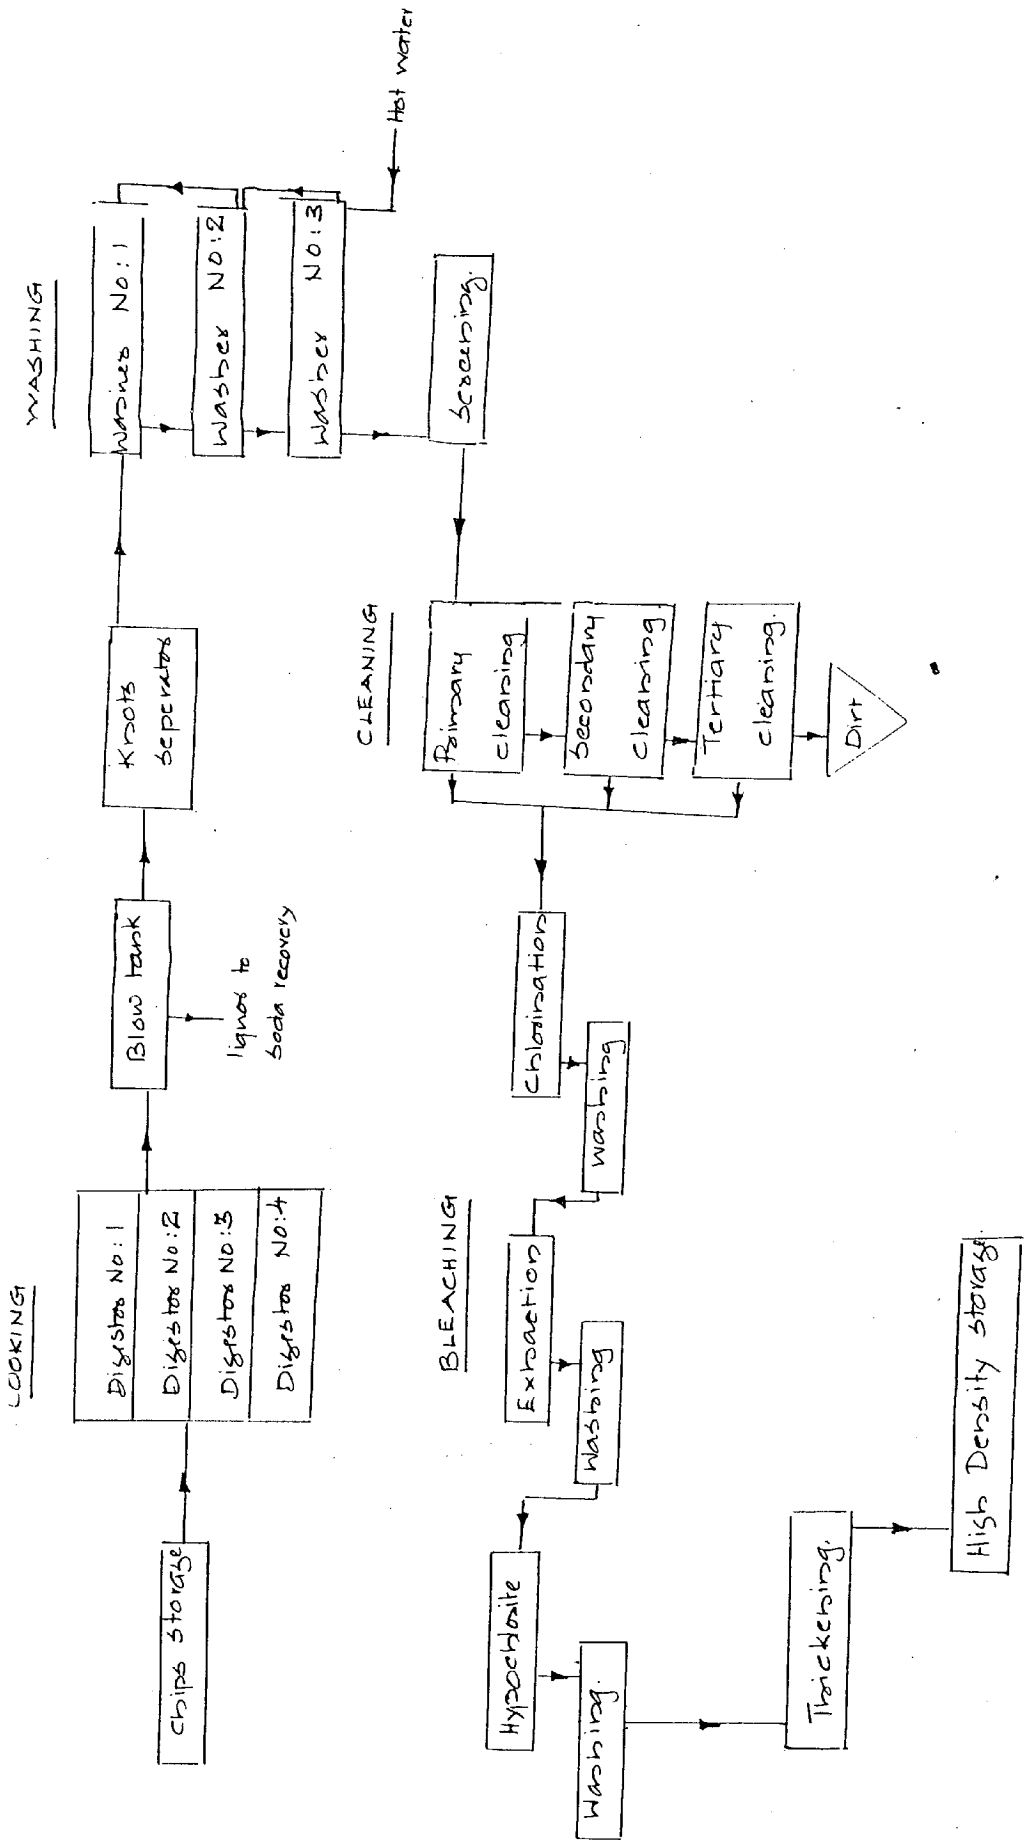 LOOKING
Chips Storage
Digestor No:1
Digestor No:2
Digestor No:3
Digestor No:4
Blow tank
liquor to
soda recovery
Knots
Seperator
WASHING
Washer No:1
Washer No:2
Washer No:3
Hot water
Screening.
CLEANING
Primary
cleaning
Secondary
cleaning.
Tertiary
cleaning.
Dirt
BLEACHING
Chlorination
Washing
Extraction
Washing
Hypochlorite
Washing.
Thickening.
High Density Storage.